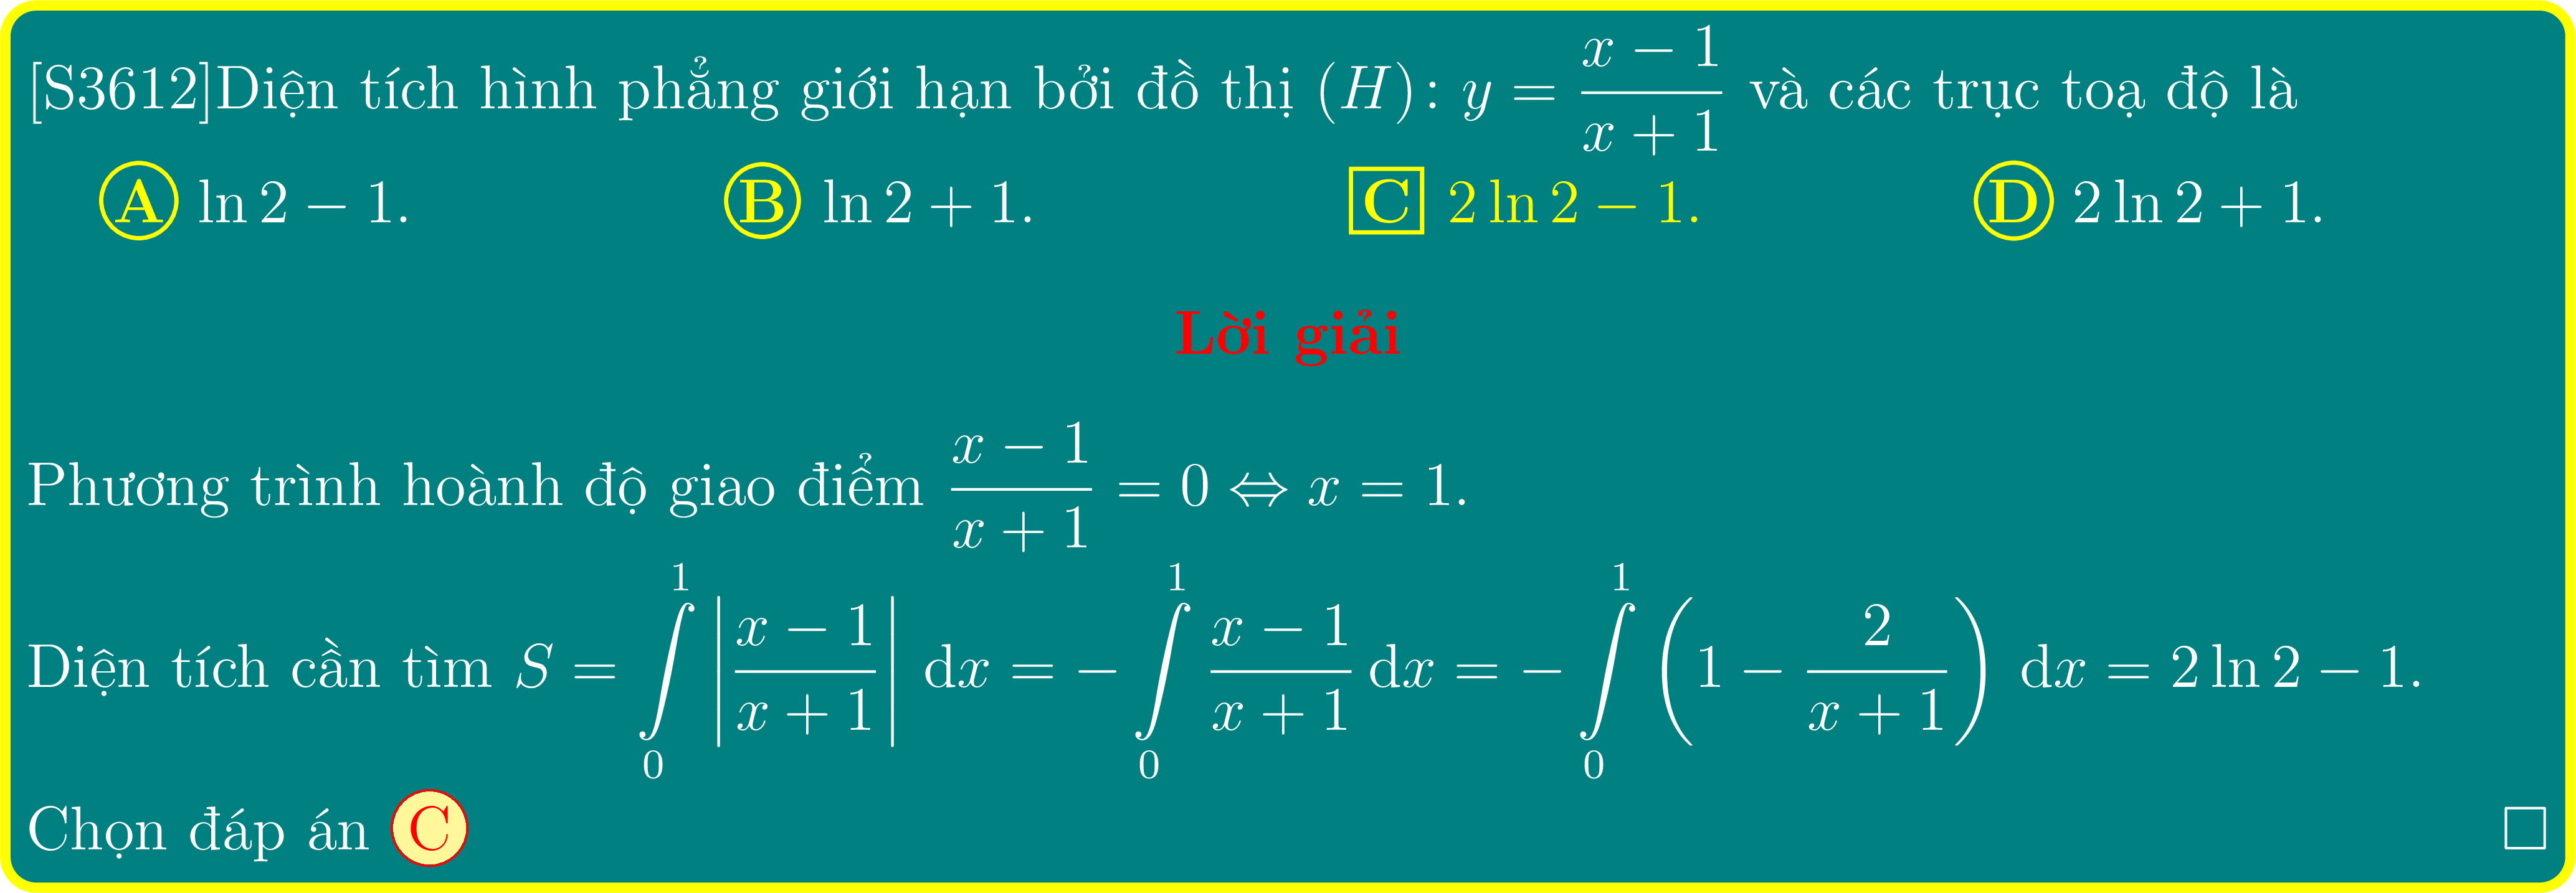 [S3612]Diện tích hình phẳng giới hạn bởi đồ thị (H): y = \frac{x − 1}{x + 1} và các trục toạ độ là
A ln 2 − 1. B ln 2 + 1. C 2 ln 2 − 1. D 2 ln 2 + 1.
Lời giải
Phương trình hoành độ giao điểm \frac{x − 1}{x + 1} = 0 ⇔ x = 1.
Diện tích cần tìm S = \int_0^1 \left|\frac{x − 1}{x + 1}\right| dx = − \int_0^1 \frac{x − 1}{x + 1} dx = − \int_0^1 \left(1 − \frac{2}{x + 1}\right) dx = 2 ln 2 − 1.
Chọn đáp án C □